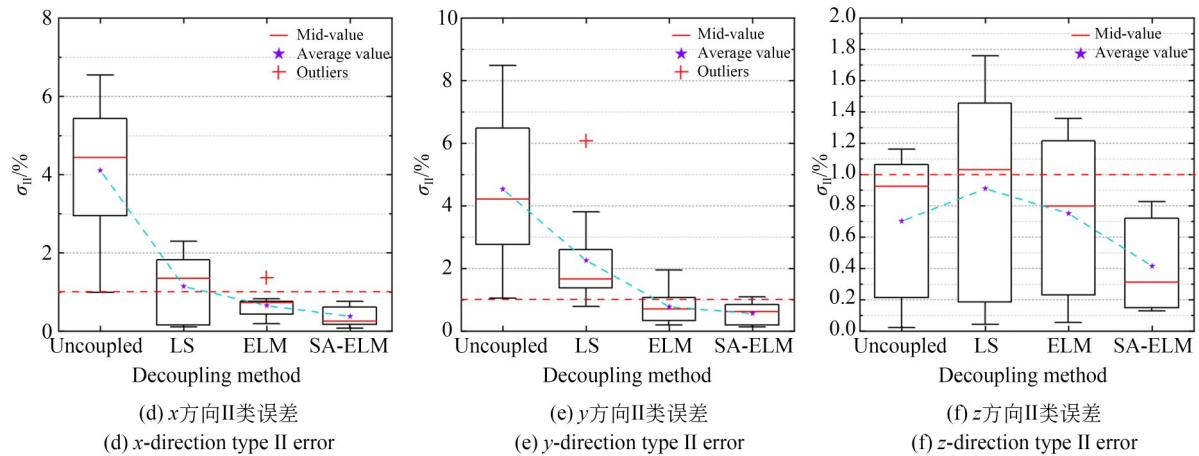 8
6
4
2
0
σII/%
Mid-value
Average value
Outliers
Uncoupled LS ELM SA-ELM
Decoupling method
(d) x方向II类误差
(d) x-direction type II error
10
8
6
4
2
0
σII/%
Mid-value
Average value
Outliers
Uncoupled LS ELM SA-ELM
Decoupling method
(e) y方向II类误差
(e) y-direction type II error
2.0
1.8
1.6
1.4
1.2
1.0
0.8
0.6
0.4
0.2
0.0
σII/%
Mid-value
Average value
Uncoupled LS ELM SA-ELM
Decoupling method
(f) z方向II类误差
(f) z-direction type II error